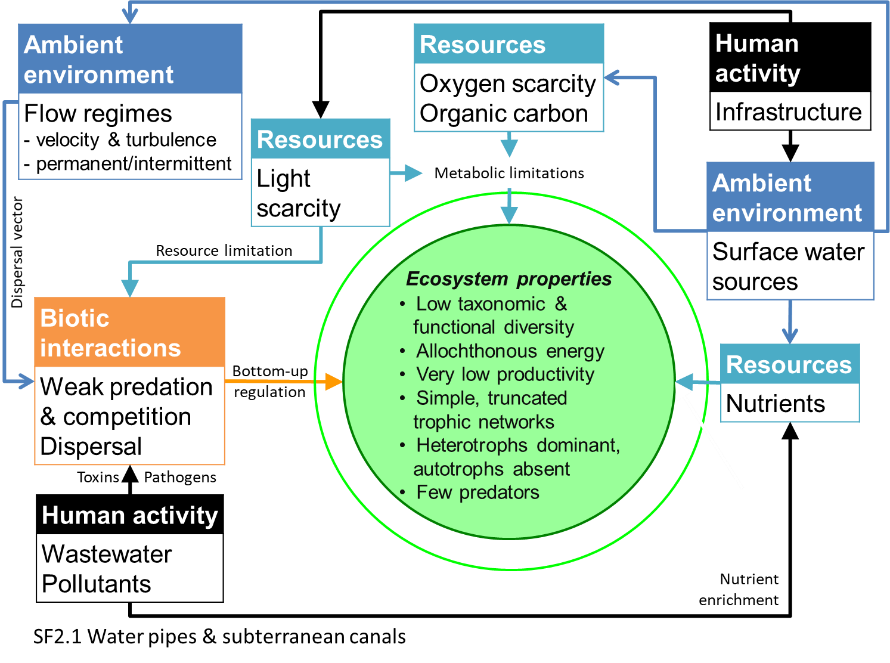 Ambient
environment
Flow regimes
- velocity & turbulence
- permanent/intermittent
Resources
Light
scarcity
Resources
Oxygen scarcity
Organic carbon
Human
activity
Infrastructure
Metabolic limitations
Ambient
environment
Surface water
sources
Dispersal vector
Resource limitation
Biotic
interactions
Weak predation
& competition
Dispersal
Bottom-up
regulation
Ecosystem properties
• Low taxonomic &
functional diversity
• Allochthonous energy
• Very low productivity
• Simple, truncated
trophic networks
• Heterotrophs dominant,
autotrophs absent
• Few predators
Resources
Nutrients
Toxins Pathogens
Human activity
Wastewater
Pollutants
Nutrient
enrichment
SF2.1 Water pipes & subterranean canals